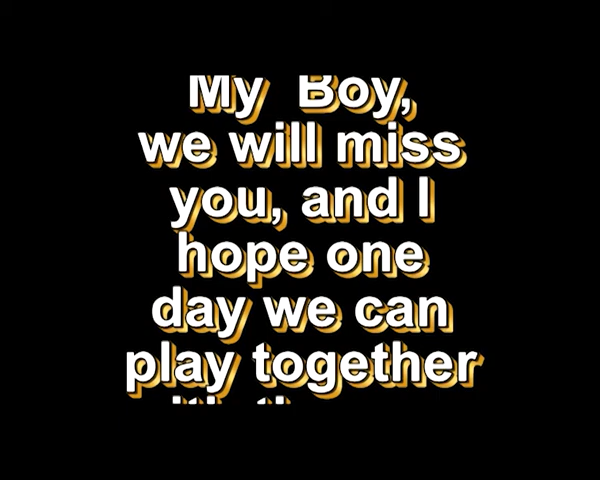 My Boy,
we will miss
you, and I
hope one
day we can
play together